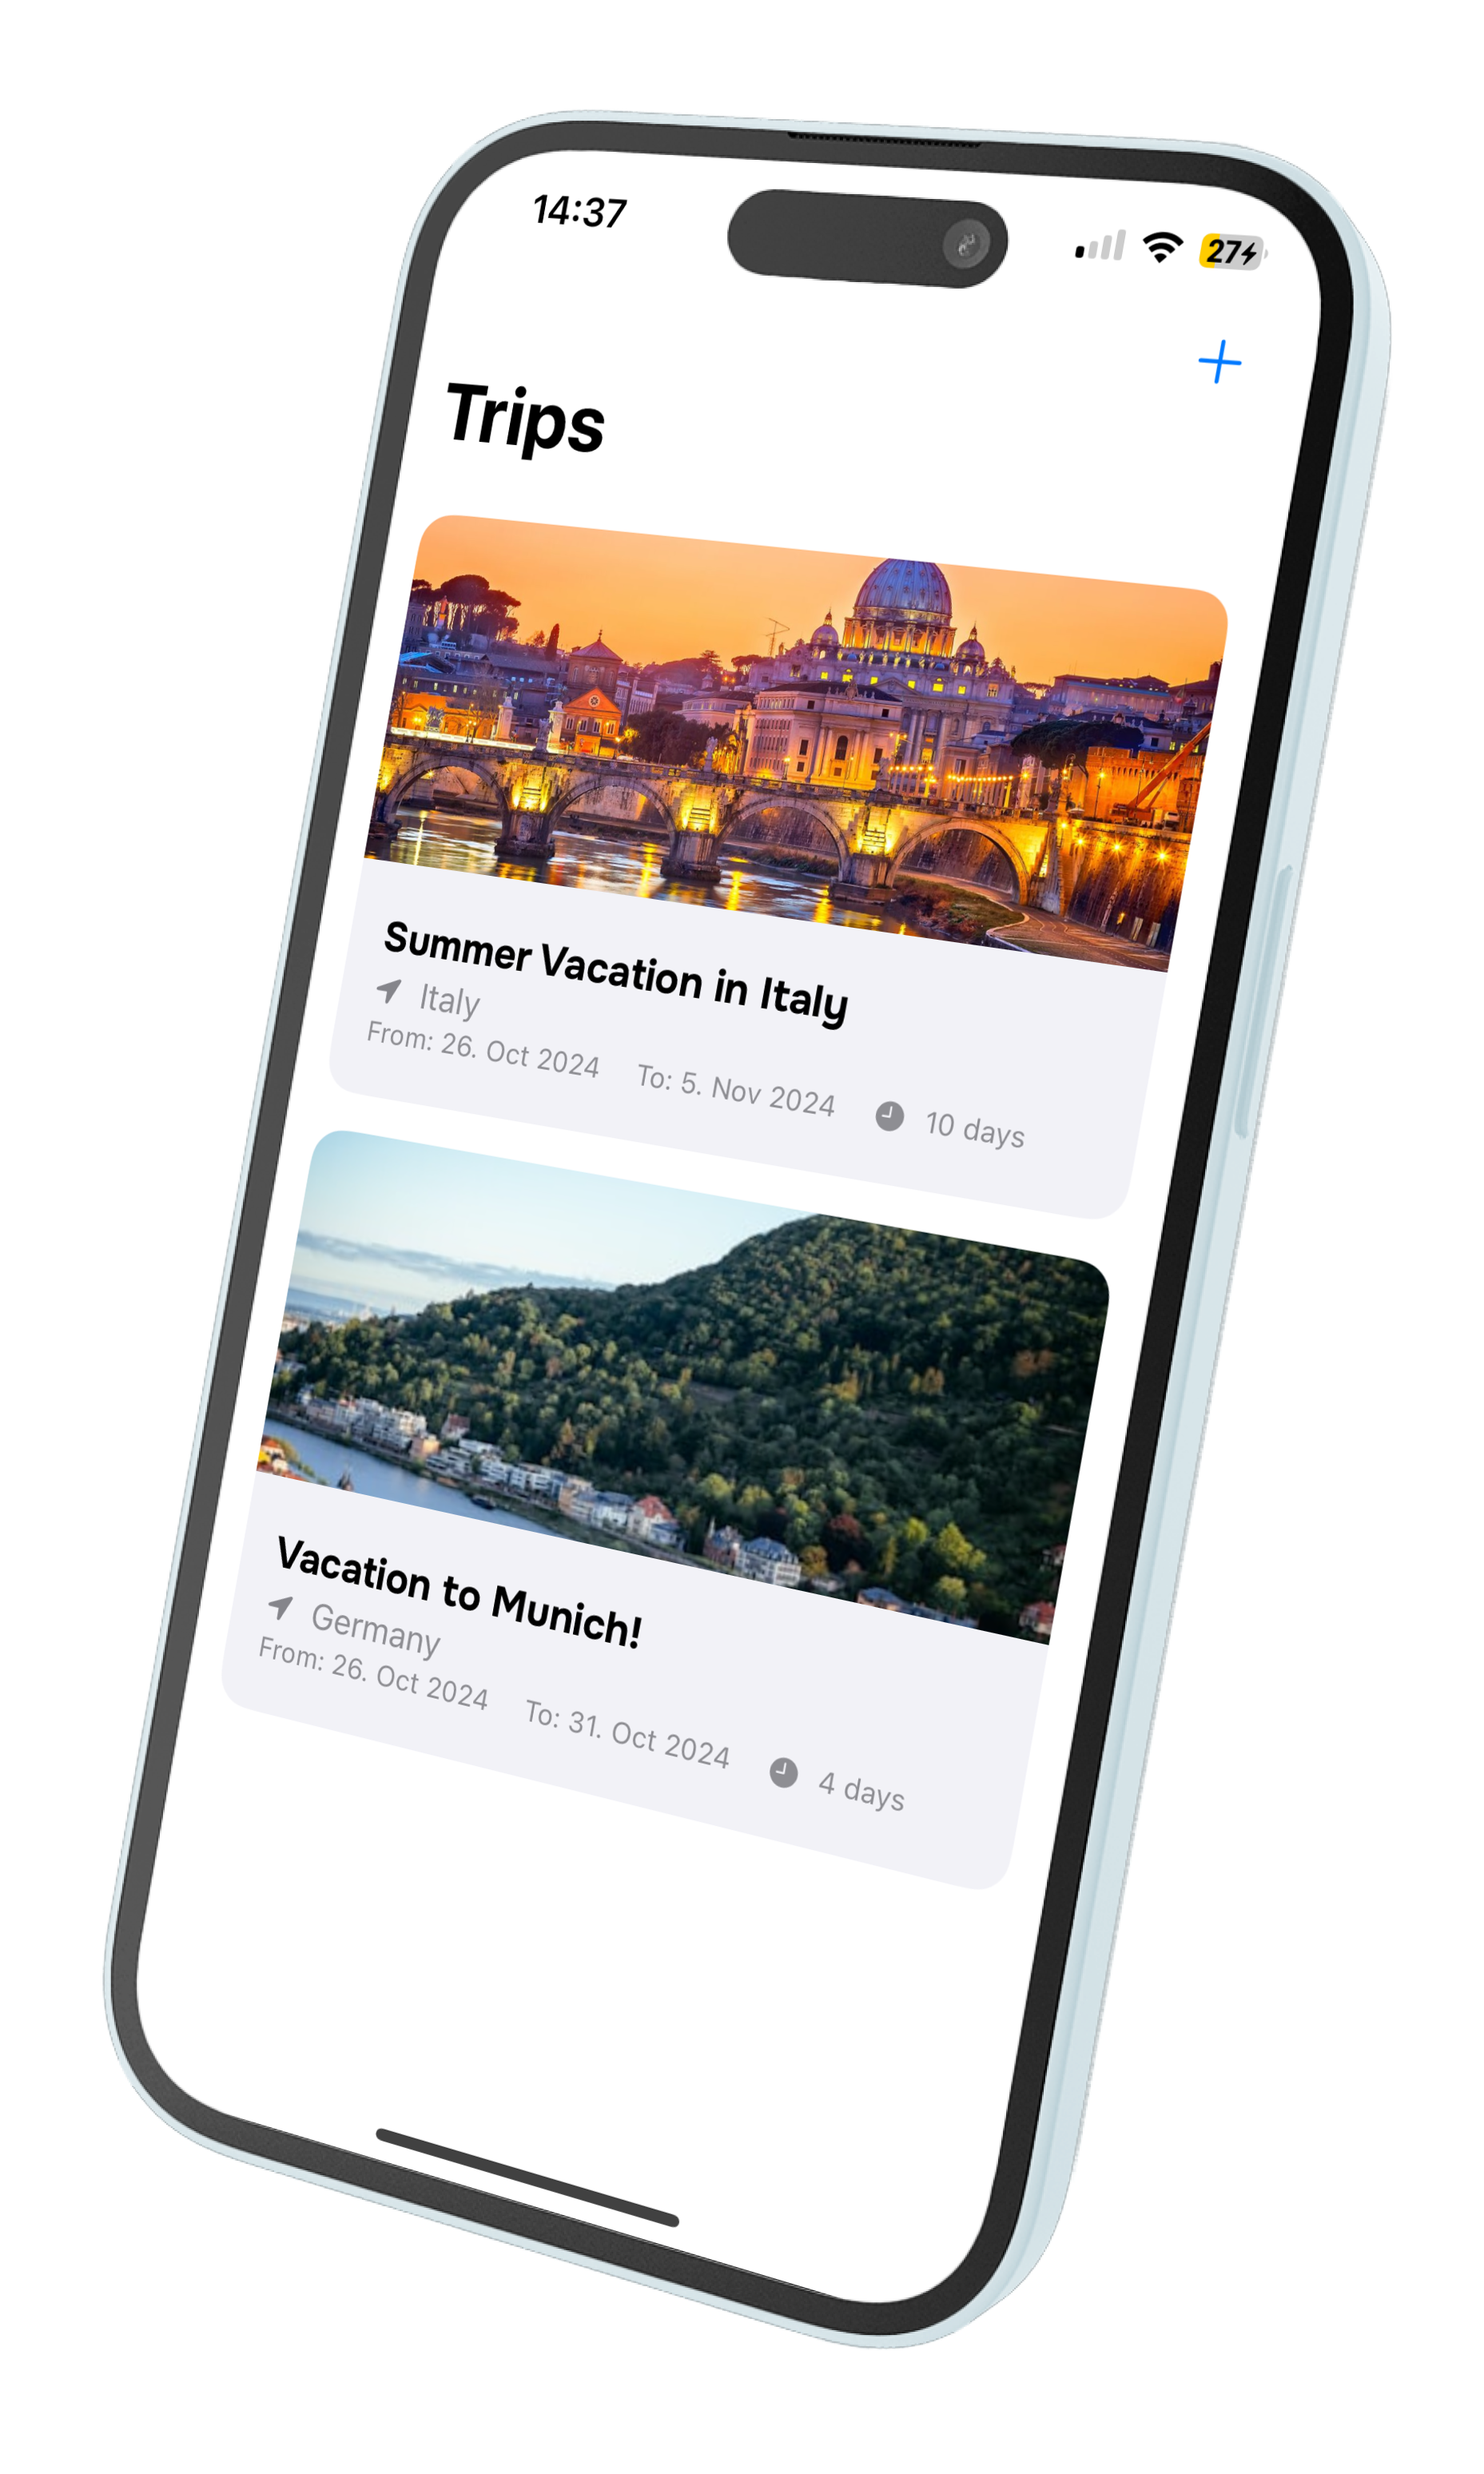 14:37
27
Trips
Summer Vacation in Italy
Italy
From: 26. Oct 2024 To: 5. Nov 2024 10 days
Vacation to Munich!
Germany
From: 26. Oct 2024 To: 31. Oct 2024 4 days